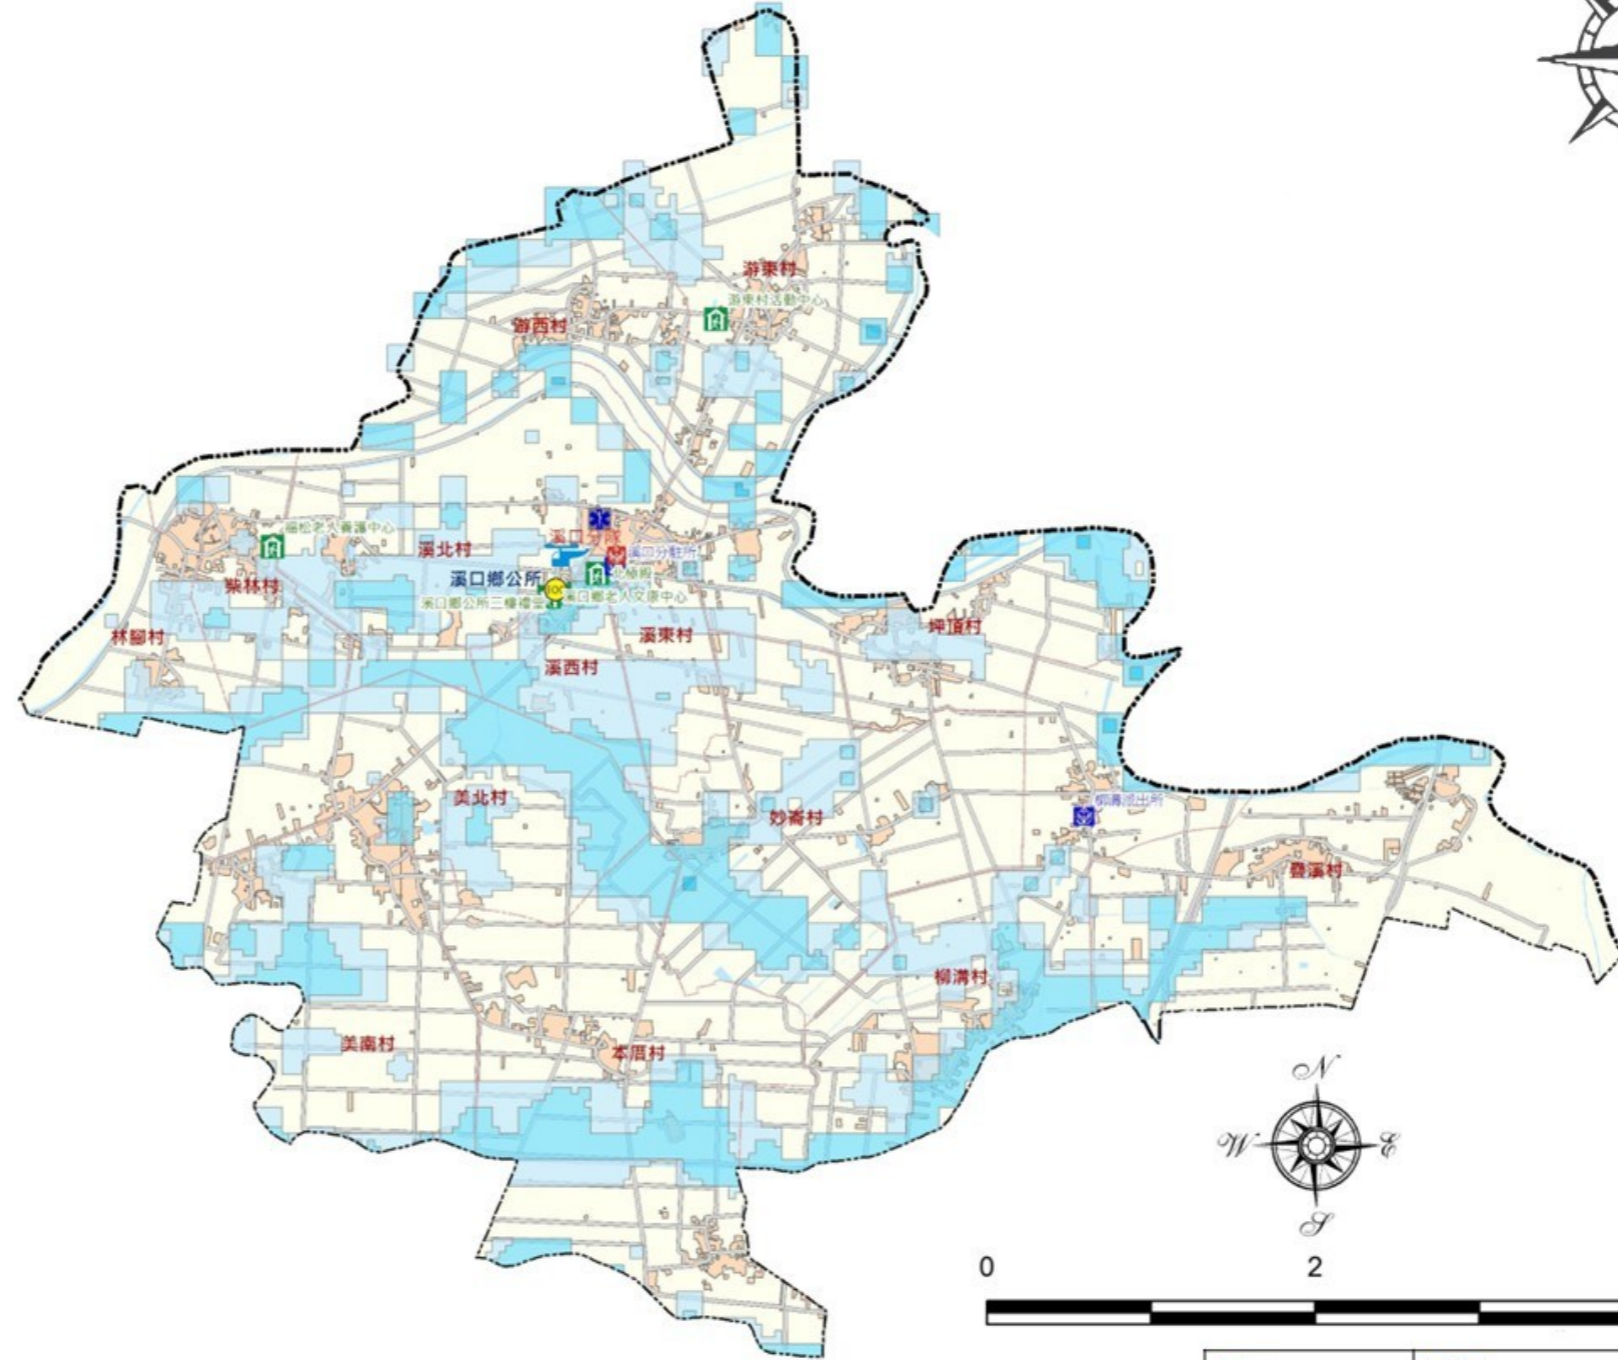 游東村
游東村活動中心
游西村
福松老人養護中心
溪口分隊
溪北村
溪口分駐所
溪口鄉公所
北極殿
柴林村
溪口鄉公所三樓禮堂
溪口鄉老人文康中心
坪頂村
林腳村
溪東村
溪西村
美北村
柳溝派出所
妙崙村
疊溪村
柳溝村
美南村
本厝村
N
W
E
S
0
2